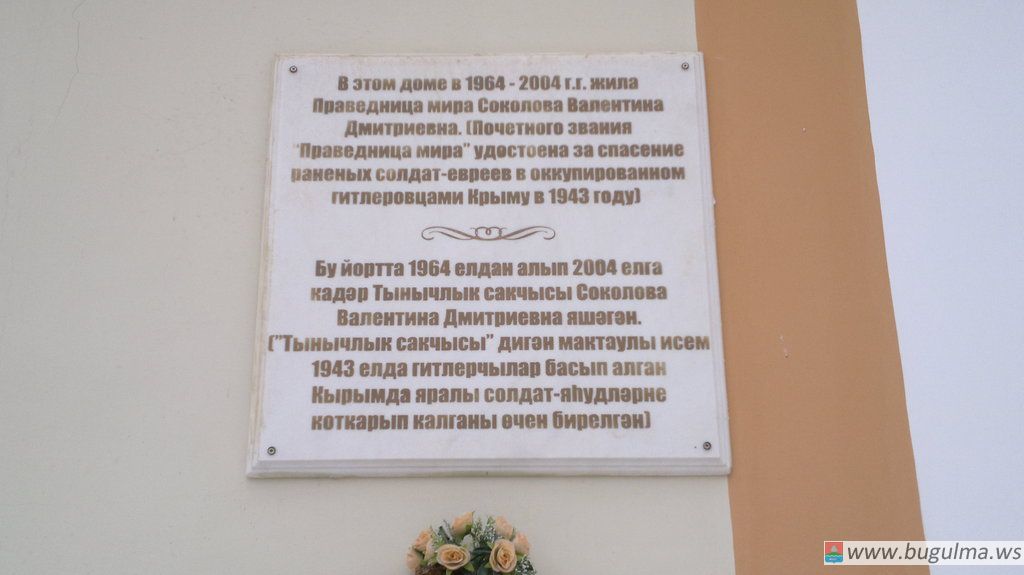 В этом доме в 1964 - 2004 г.г. жила
Праведница мира Соколова Валентина
Дмитриевна. (Почетного звания
"Праведница мира" удостоена за спасение
раненых солдат-евреев в оккупированном
гитлеровцами Крыму в 1943 году)
Бу йортта 1964 елдан алып 2004 елга
кадәр Тынычлык сакчысы Соколова
Валентина Дмитриевна яшәгән.
("Тынычлык сакчысы" дигән мактаулы исем
1943 елда гитлерчылар басып алган
Кырымда яралы солдат-яһудләрне
коткарып калганы өчен бирелгән)
www.bugulma.ws